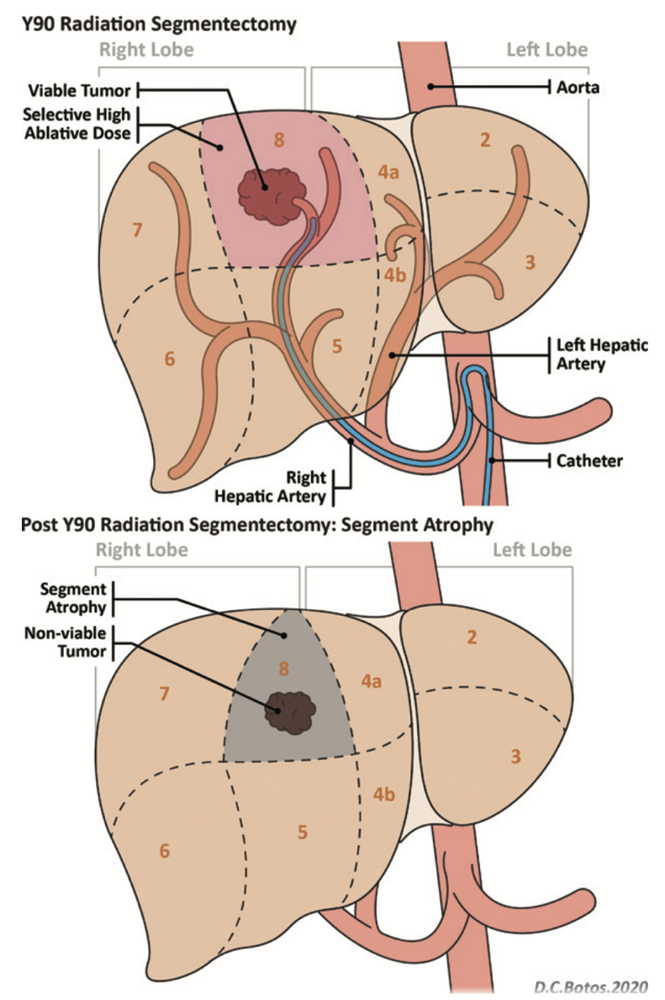 Y90 Radiation Segmentectomy
Right Lobe
Left Lobe
Viable Tumor
Aorta
Selective High
Ablative Dose
8
2
4a
7
3
4b
5
6
Left Hepatic
Artery
Catheter
Right
Hepatic Artery
Post Y90 Radiation Segmentectomy: Segment Atrophy
Right Lobe
Left Lobe
Segment
Atrophy
Non-viable
Tumor
2
8
4a
7
3
4b
5
6
D.C.Botos.2020